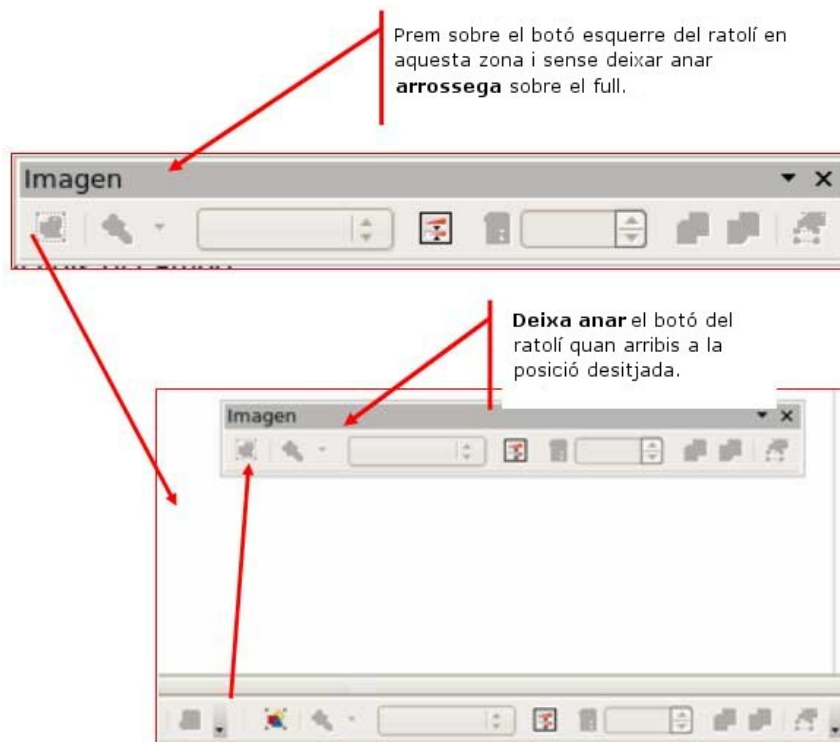 Prem sobre el botó esquerre del ratolí en
aquesta zona i sense deixar anar
arrossega sobre el full.
Imagen
Deixa anar el botó del
ratolí quan arribis a la
posició desitjada.
Imagen